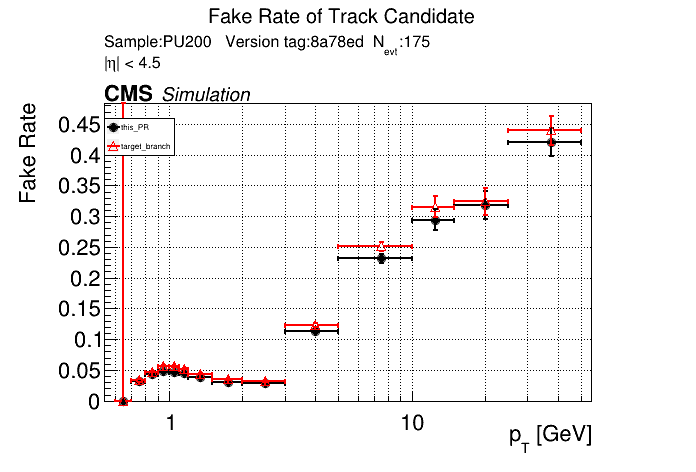 Fake Rate of Track Candidate
Sample:PU200 Version tag:8a78ed Nevt:175
|η| < 4.5
CMS Simulation
Fake Rate
this_PR
target_branch
0.45
0.4
0.35
0.3
0.25
0.2
0.15
0.1
0.05
0
1
10
pT [GeV]